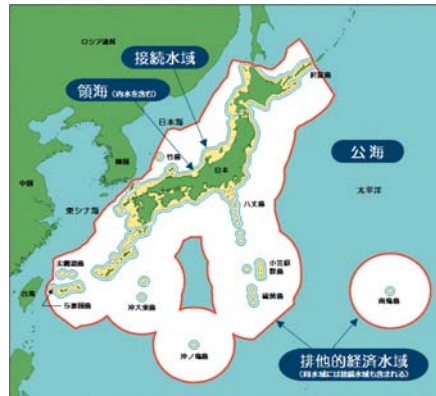 ロシア連邦
接続水域
領海（内水を含む）
択捉島
日本海
竹島
韓国
日本
公海
中国
太平洋
東シナ海
八丈島
尖閣諸島
小笠原
群島
台湾
硫黄島
沖大東島
与那国島
南鳥島
沖ノ鳥島
排他的経済水域
（同水域には接続水域も含まれる）